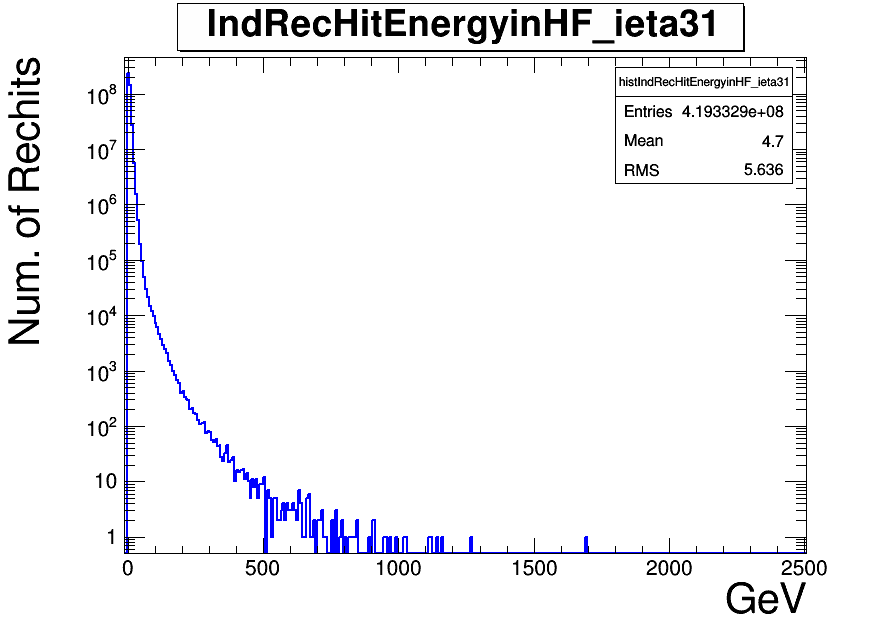 IndRecHitEnergyinHF_ieta31
histIndRecHitEnergyinHF_ieta31
Entries 4.193329e+08
Mean 4.7
RMS 5.636
Num. of Rechits
10^8
10^7
10^6
10^5
10^4
10^3
10^2
10
1
0 500 1000 1500 2000 2500
GeV